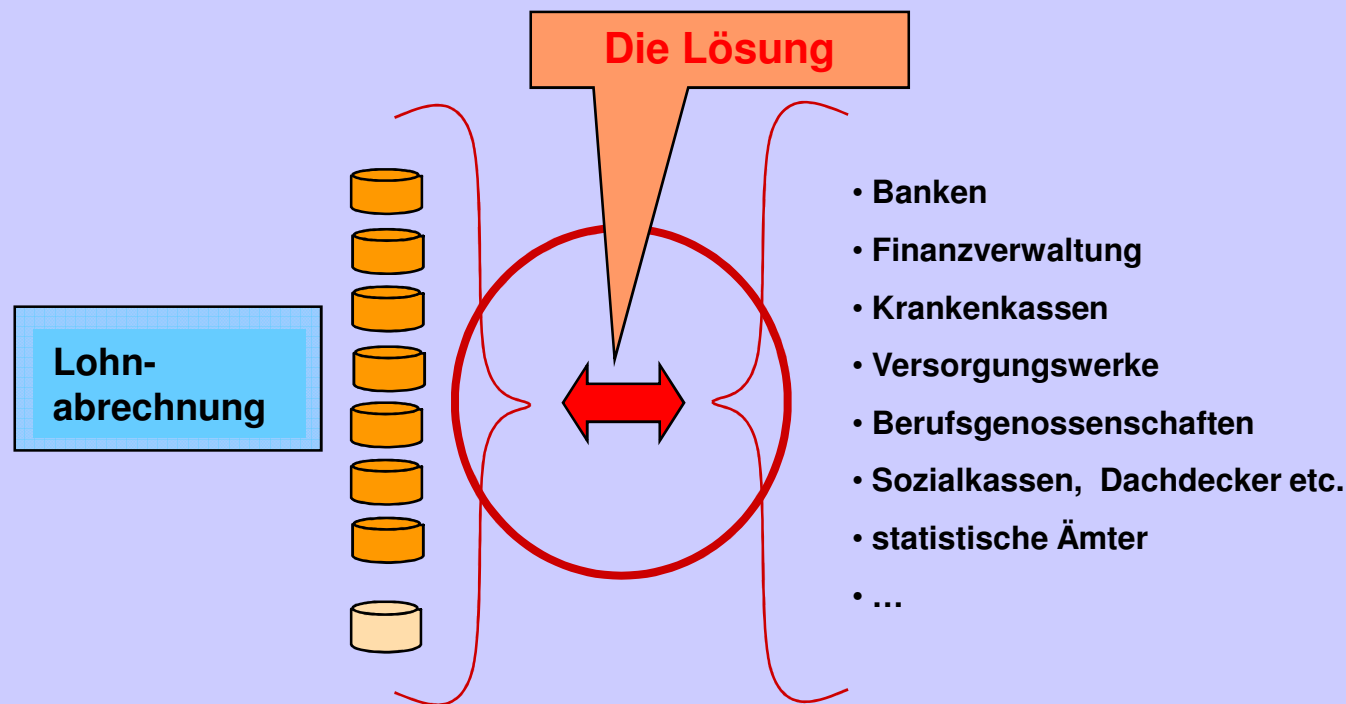 Die Lösung
Lohn-
abrechnung
• Banken
• Finanzverwaltung
• Krankenkassen
• Versorgungswerke
• Berufsgenossenschaften
• Sozialkassen, Dachdecker etc.
• statistische Ämter
• ...